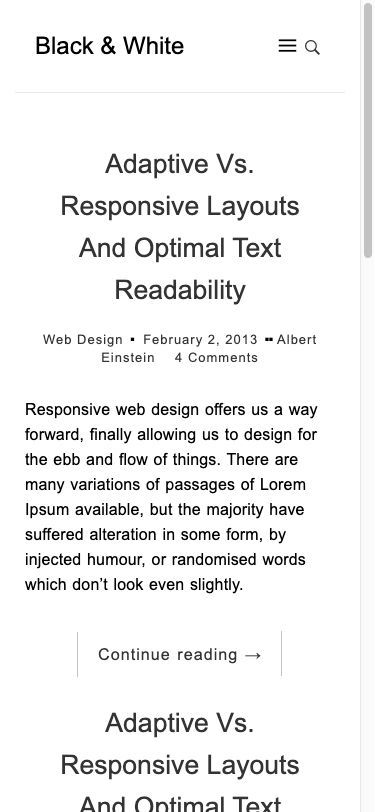 Black & White
Adaptive Vs.
Responsive Layouts
And Optimal Text
Readability
Web Design ▪ February 2, 2013 ▪▪ Albert
Einstein 4 Comments
Responsive web design offers us a way
forward, finally allowing us to design for
the ebb and flow of things. There are
many variations of passages of Lorem
Ipsum available, but the majority have
suffered alteration in some form, by
injected humour, or randomised words
which don’t look even slightly.
Continue reading →
Adaptive Vs.
Responsive Layouts
And Optimal Text